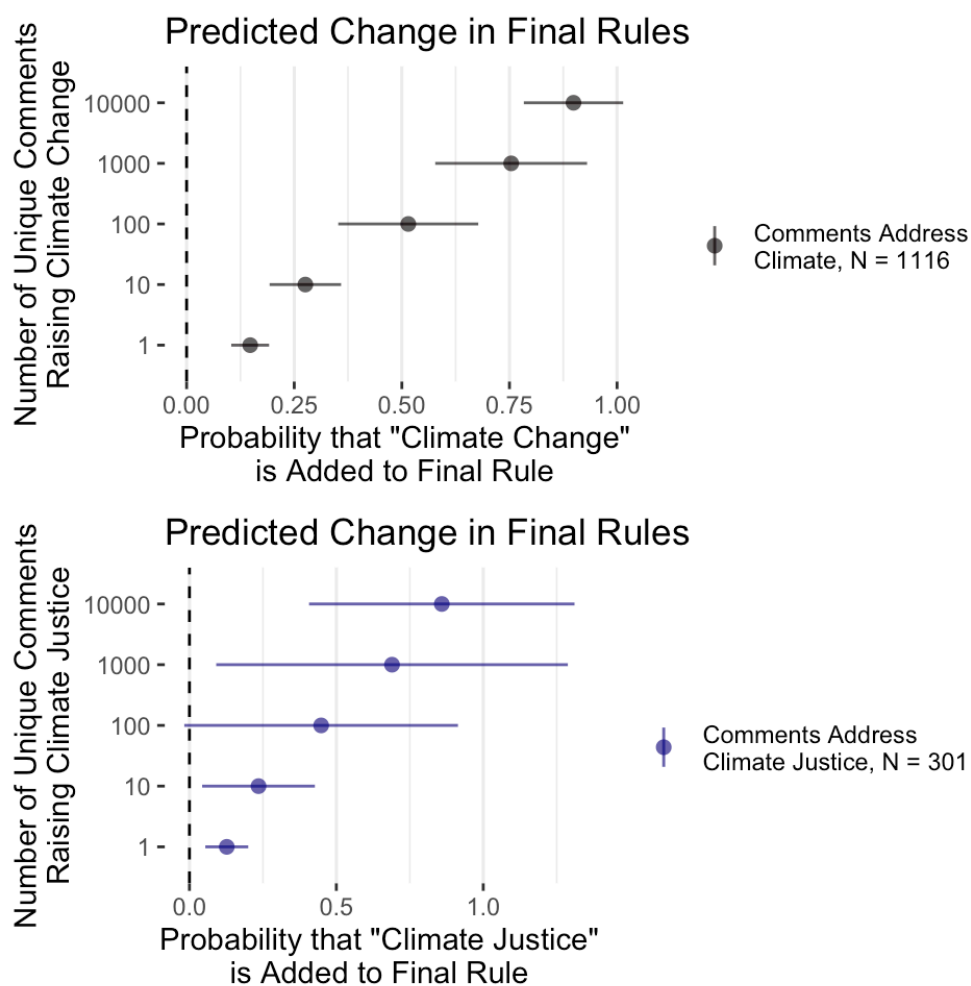 Predicted Change in Final Rules
Number of Unique Comments
Raising Climate Change
10000
1000
100
10
1
0.00 0.25 0.50 0.75 1.00
Probability that "Climate Change"
is Added to Final Rule
Comments Address
Climate, N = 1116
Predicted Change in Final Rules
Number of Unique Comments
Raising Climate Justice
10000
1000
100
10
1
0.0 0.5 1.0
Probability that "Climate Justice"
is Added to Final Rule
Comments Address
Climate Justice, N = 301